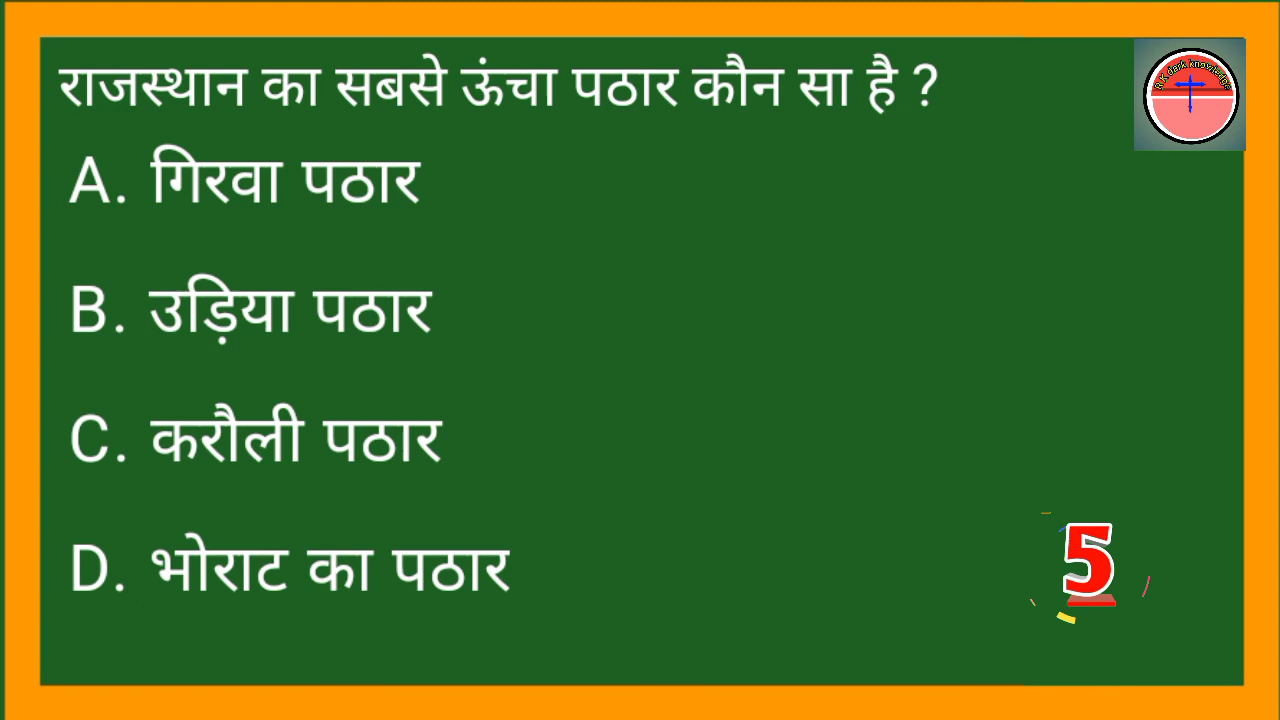 राजस्थान का सबसे ऊंचा पठार कौन सा है ?
A. गिरवा पठार
B. उड़िया पठार
C. करौली पठार
D. भोराट का पठार
5